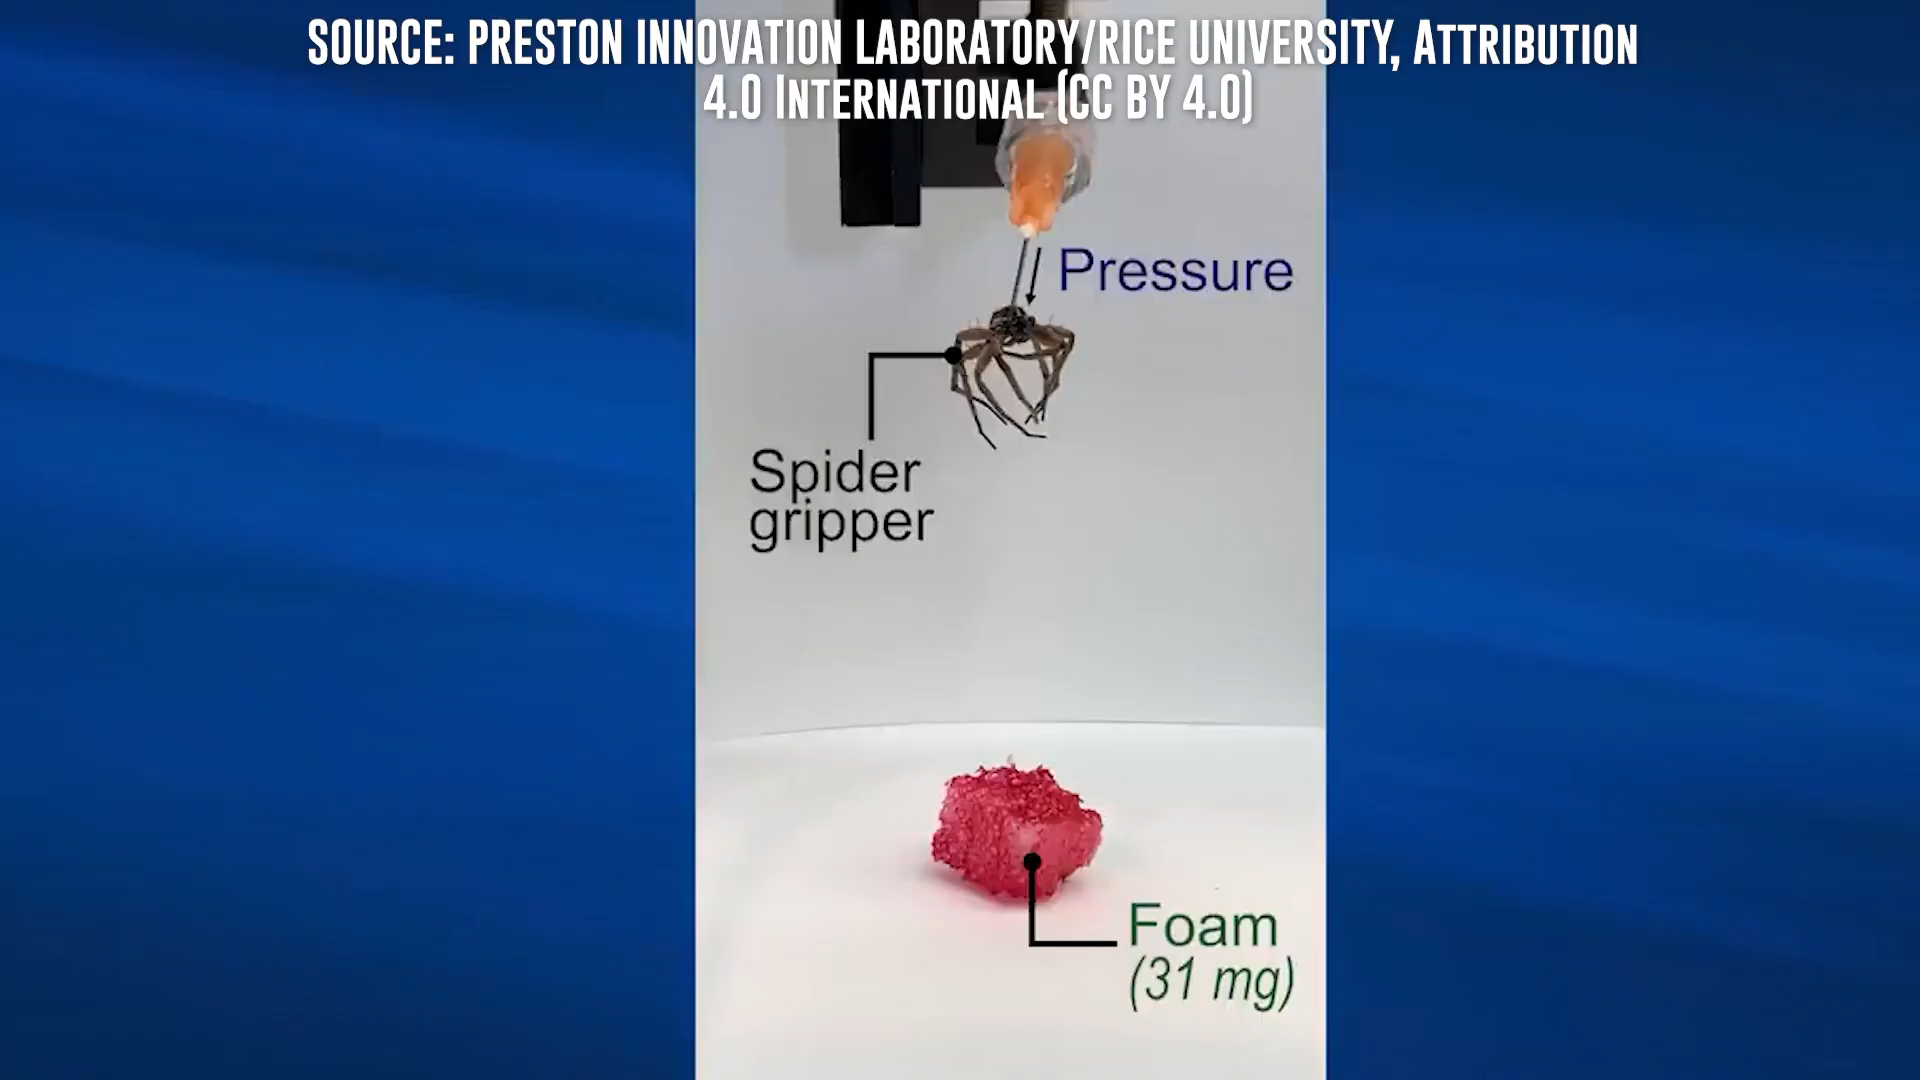 SOURCE: PRESTON INNOVATION LABORATORY/RICE UNIVERSITY, ATTRIBUTION
4.0 INTERNATIONAL (CC BY 4.0)
Pressure
Spider
gripper
Foam
(31 mg)